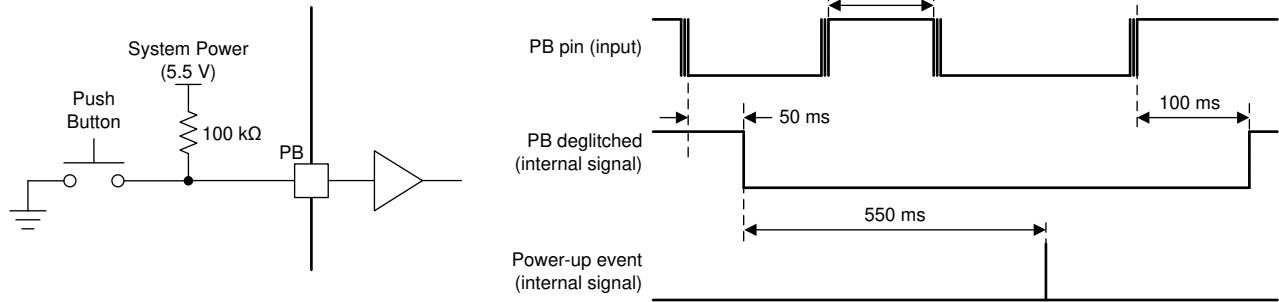 System Power
(5.5 V)
Push
Button
100 kΩ
PB
PB pin (input)
50 ms
100 ms
PB deglitched
(internal signal)
550 ms
Power-up event
(internal signal)